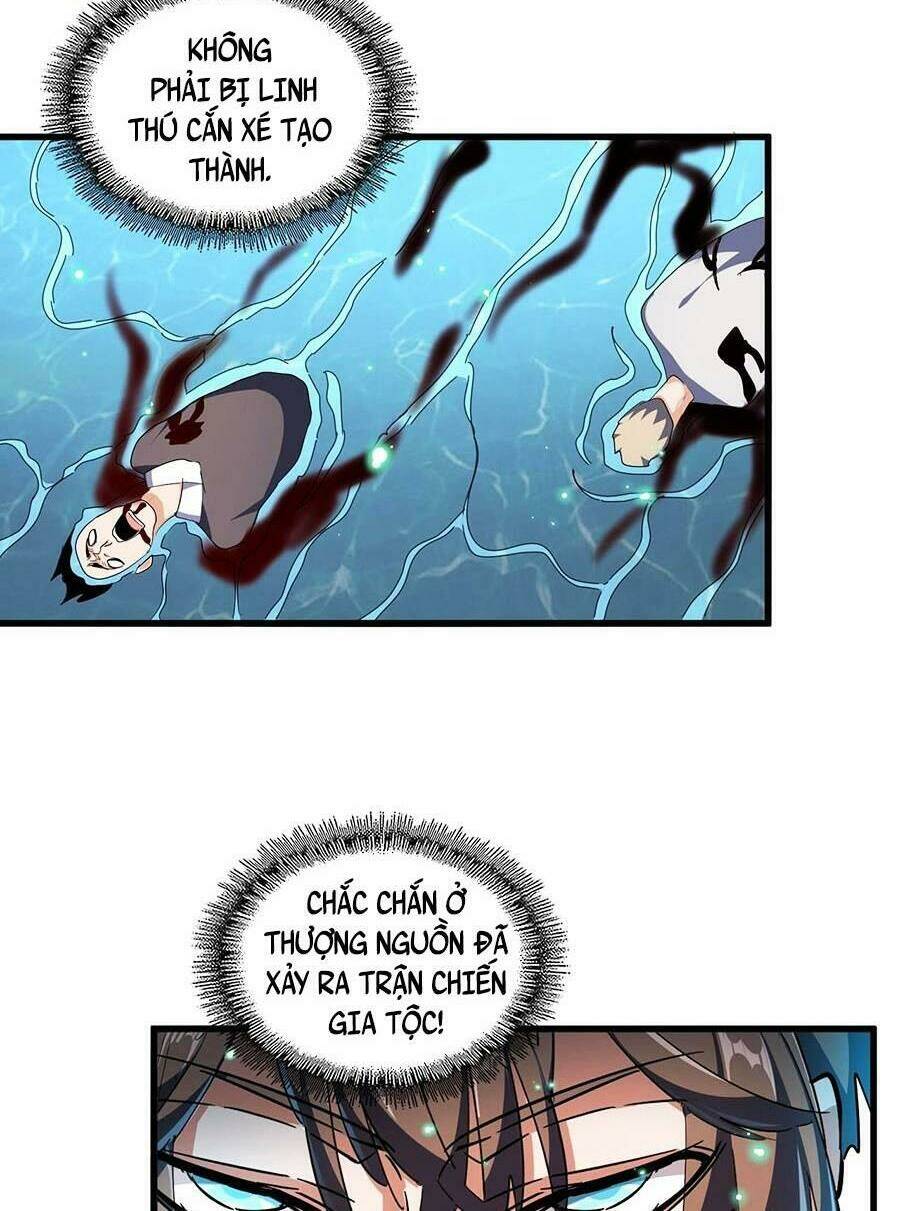 KHÔNG
PHẢI BỊ LINH
THÚ CẮN XÉ TẠO
THÀNH.
CHẮC CHẮN Ở
THƯỢNG NGUỒN ĐÃ
XẢY RA TRẬN CHIẾN
GIA TỘC!